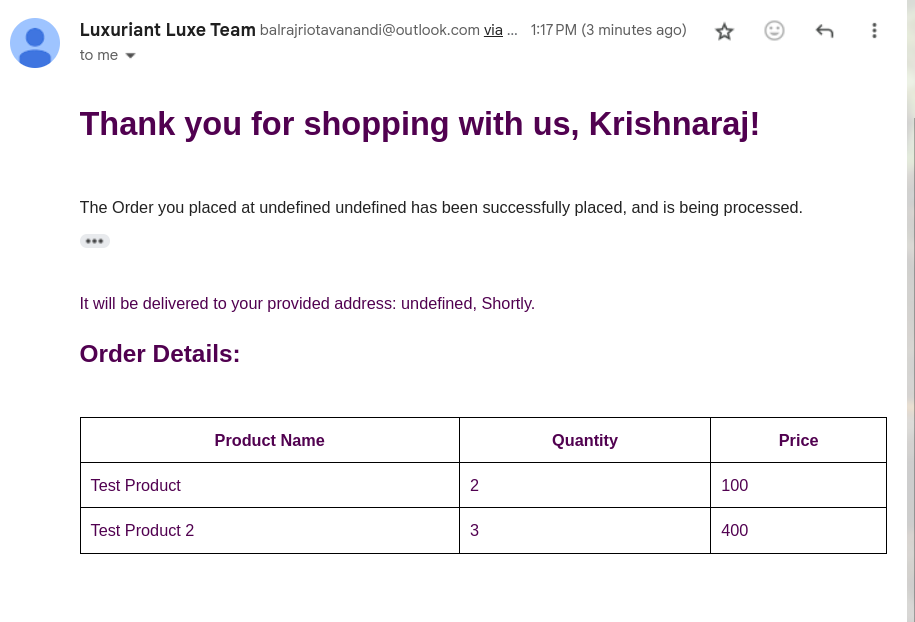 Luxuriant Luxe Team balrajriotavanandi@outlook.com via ... 1:17 PM (3 minutes ago)
to me
Thank you for shopping with us, Krishnaraj!
The Order you placed at undefined undefined has been successfully placed, and is being processed.
It will be delivered to your provided address: undefined, Shortly.
Order Details:
Product Name Quantity Price
Test Product 2 100
Test Product 2 3 400